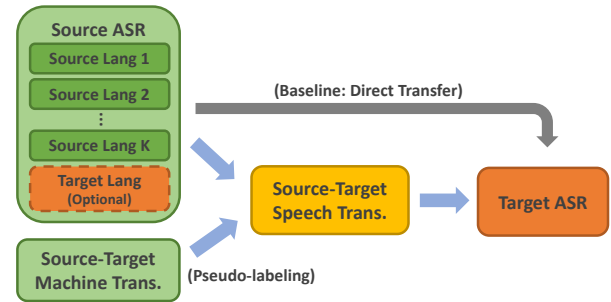 Source ASR
Source Lang 1
Source Lang 2
⋮
Source Lang K
Target Lang
(Optional)
Source-Target
Machine Trans.
(Baseline: Direct Transfer)
Source-Target
Speech Trans.
(Pseudo-labeling)
Target ASR